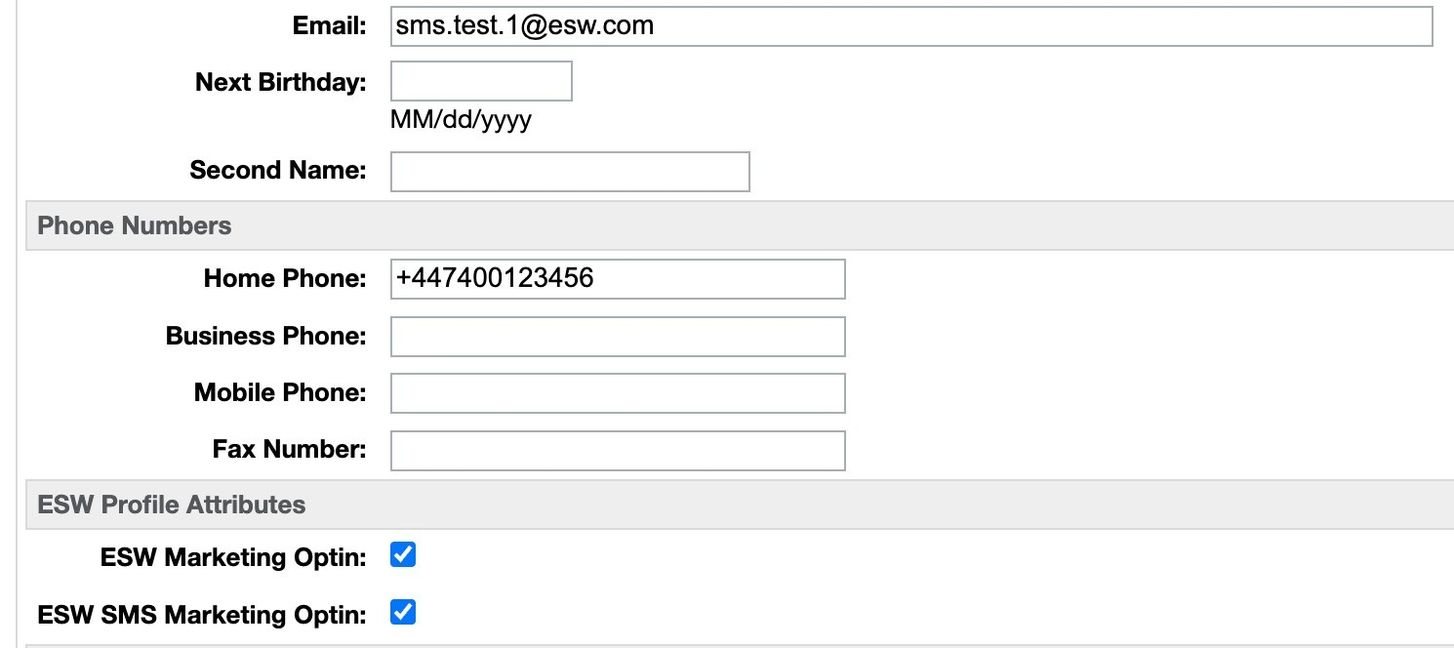 Email: sms.test.1@esw.com
Next Birthday:
MM/dd/yyyy
Second Name:
Phone Numbers
Home Phone: +447400123456
Business Phone:
Mobile Phone:
Fax Number:
ESW Profile Attributes
ESW Marketing Optin:
ESW SMS Marketing Optin: